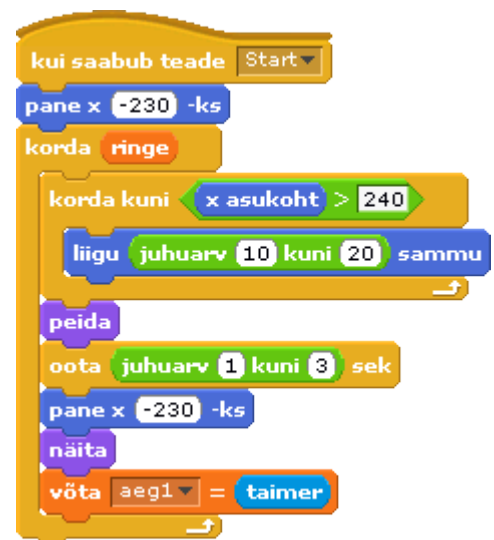 kui saabub teade Start
pane x -230 -ks
korda ringe
korda kuni x asukoht > 240
liigu juhuarv 10 kuni 20 sammu
peida
oota juhuarv 1 kuni 3 sek
pane x -230 -ks
näita
võta aeg1 = taimer